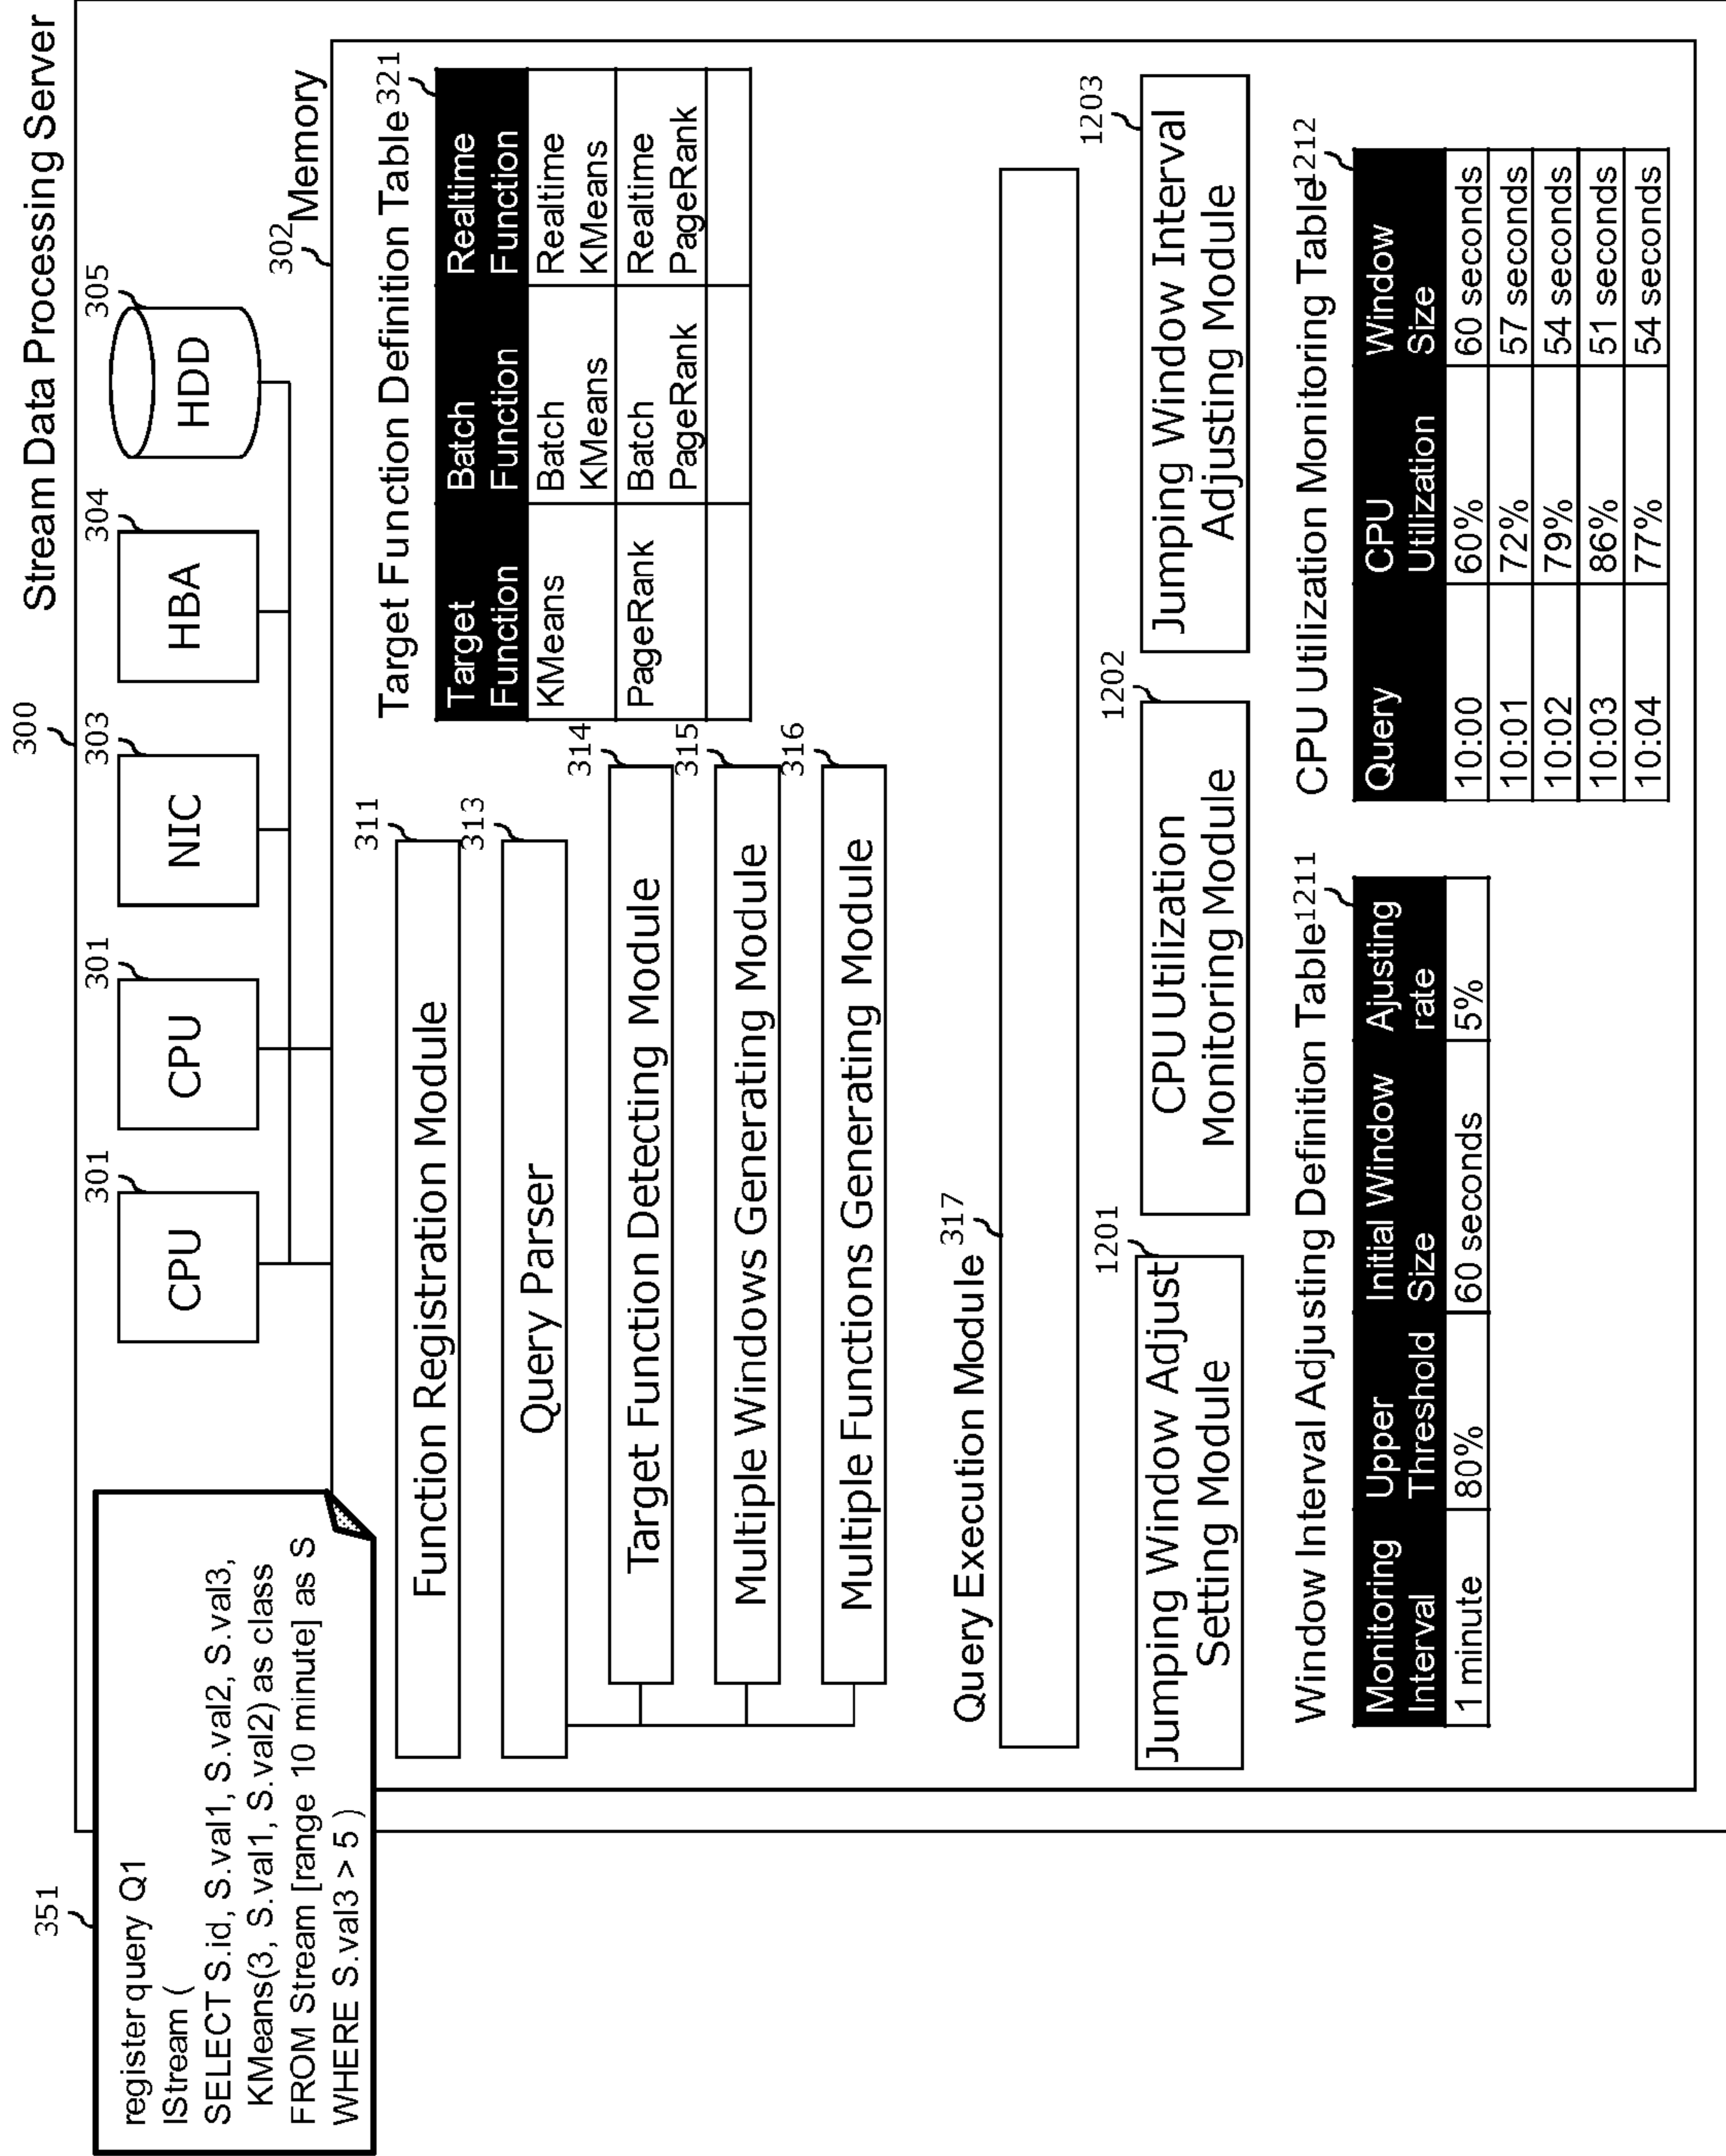 Stream Data Processing Server
300
351
register query Q1
IStream (
SELECT S.id, S.val1, S.val2, S.val3,
KMeans(3, S.val1, S.val2) as class
FROM Stream [range 10 minute] as S
WHERE S.val3 > 5 )
301
CPU
301
CPU
303
NIC
304
HBA
305
HDD
302
Memory
311
Function Registration Module
313
Query Parser
314
Target Function Detecting Module
315
Multiple Windows Generating Module
316
Multiple Functions Generating Module
Target Function Definition Table
321
Target Function	Batch Function	Realtime Function
KMeans	Batch KMeans	Realtime KMeans
PageRank	Batch PageRank	Realtime PageRank
Query Execution Module
317
1201
Jumping Window Adjust
Setting Module
1202
CPU Utilization
Monitoring Module
1203
Jumping Window Interval
Adjusting Module
Window Interval Adjusting Definition Table
1211
Monitoring Interval	Upper Threshold	Initial Window Size	Ajusting rate
1 minute	80%	60 seconds	5%
CPU Utilization Monitoring Table
1212
Query	CPU Utilization	Window Size
10:00	60%	60 seconds
10:01	72%	57 seconds
10:02	79%	54 seconds
10:03	86%	51 seconds
10:04	77%	54 seconds